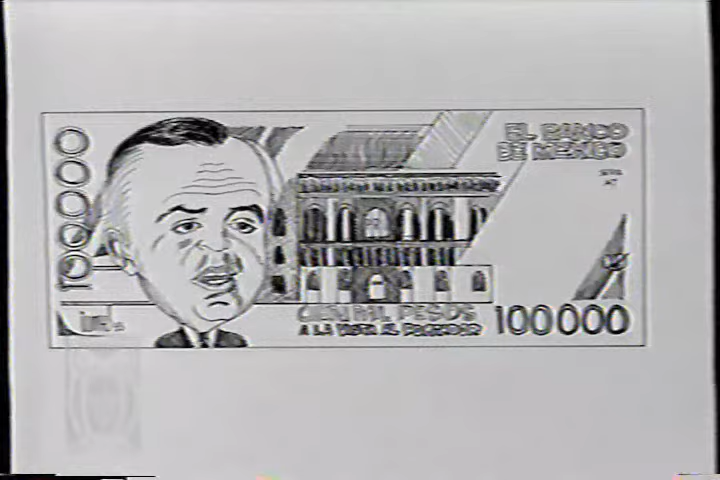 EL BANCO
DE MEXICO
100000
CIEN MIL PESOS
A LA VISTA AL PORTADOR
100000